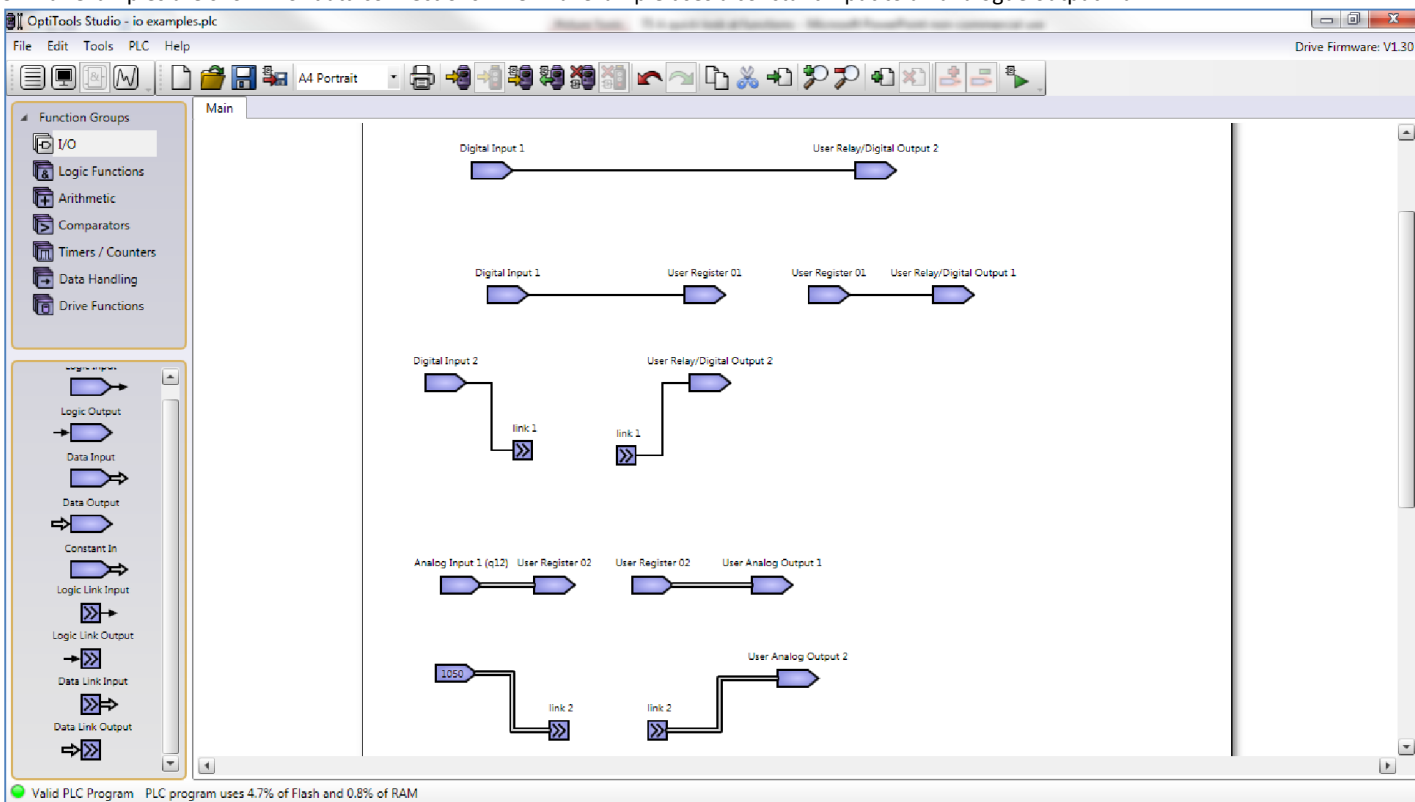 OptiTools Studio - io examples.plc
File Edit Tools PLC Help
Drive Firmware: V1.30
A4 Portrait
Function Groups
I/O
Logic Functions
Arithmetic
Comparators
Timers / Counters
Data Handling
Drive Functions
Logic Input
Logic Output
Data Input
Data Output
Constant In
Logic Link Input
Logic Link Output
Data Link Input
Data Link Output
Main
Digital Input 1 User Relay/Digital Output 2
Digital Input 1 User Register 01 User Register 01 User Relay/Digital Output 1
Digital Input 2 User Relay/Digital Output 2
link 1 link 1
Analog Input 1 (q12) User Register 02 User Register 02 User Analog Output 1
1050 User Analog Output 2
link 2 link 2
Valid PLC Program PLC program uses 4.7% of Flash and 0.8% of RAM